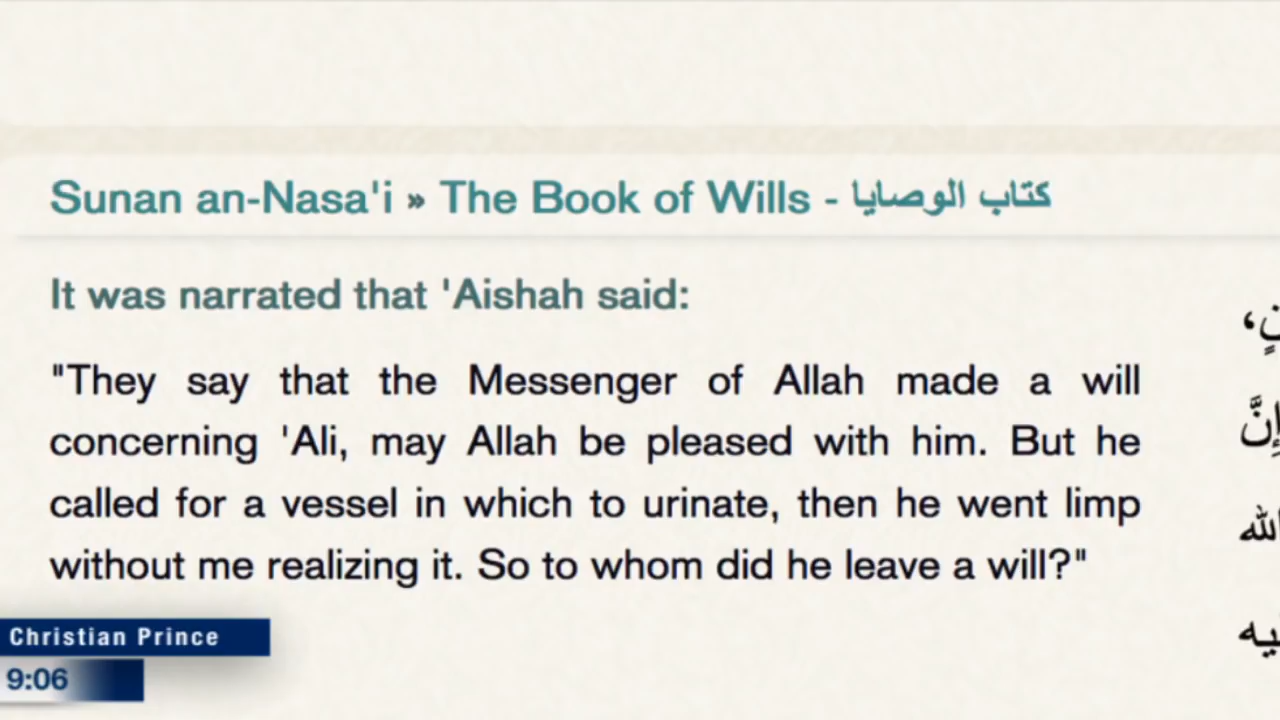 Sunan an-Nasa'i » The Book of Wills - كتاب الوصايا
It was narrated that 'Aishah said:
"They say that the Messenger of Allah made a will
concerning 'Ali, may Allah be pleased with him. But he
called for a vessel in which to urinate, then he went limp
without me realizing it. So to whom did he leave a will?"
Christian Prince
9:06